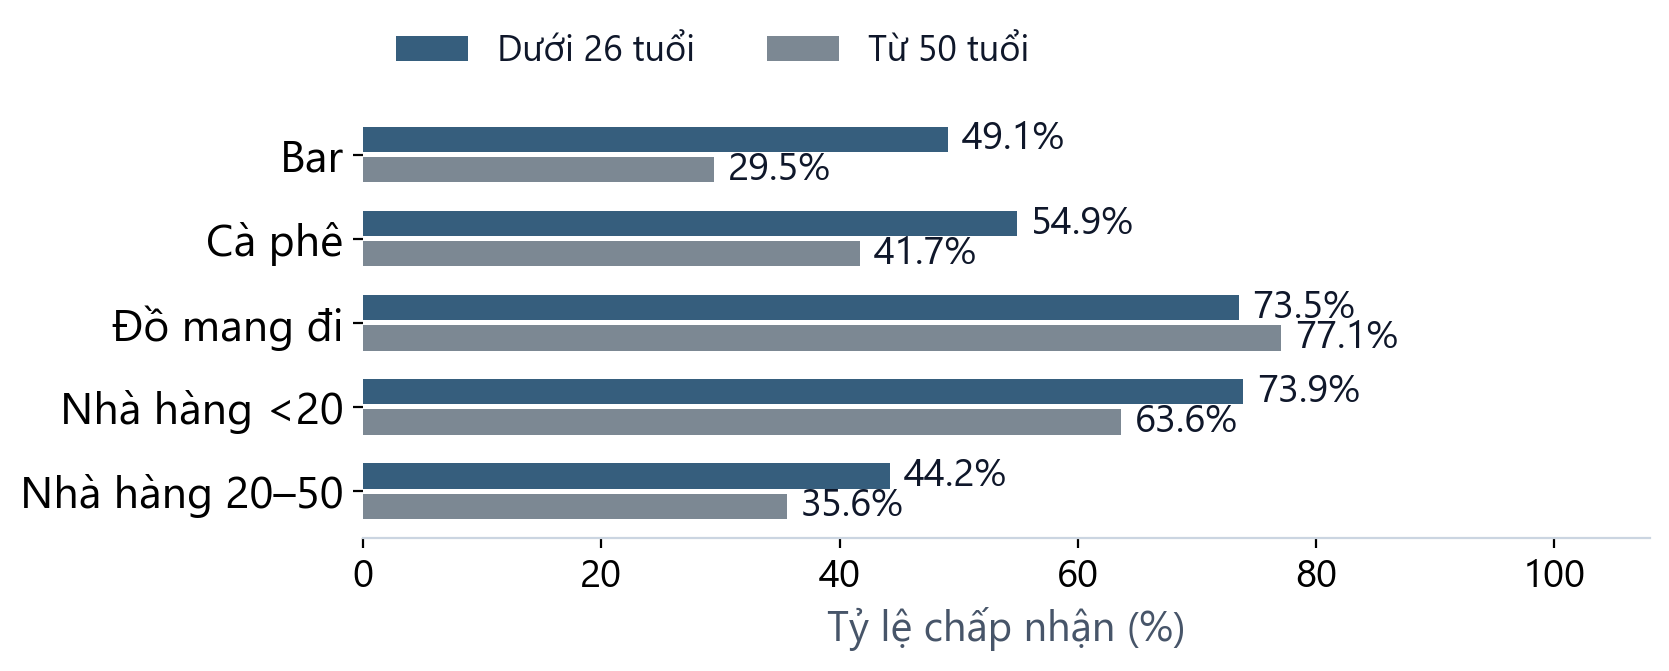 Dưới 26 tuổi Từ 50 tuổi
Bar 49.1%
29.5%
Cà phê 54.9%
41.7%
Đồ mang đi 73.5%
77.1%
Nhà hàng <20 73.9%
63.6%
Nhà hàng 20–50 44.2%
35.6%
0 20 40 60 80 100
Tỷ lệ chấp nhận (%)